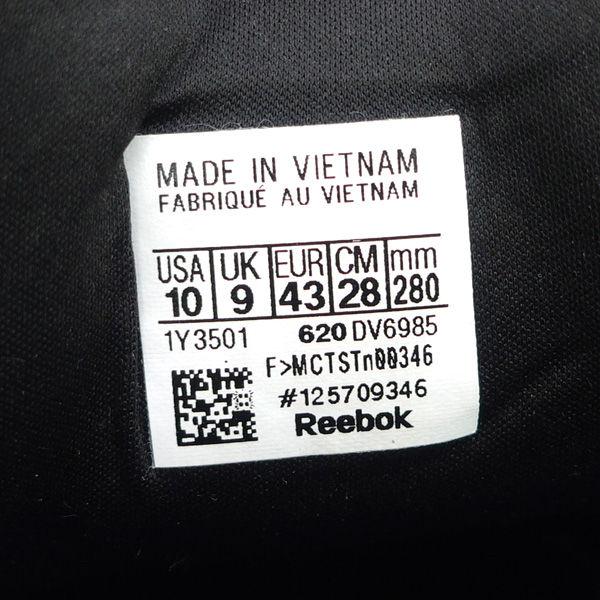 MADE IN VIETNAM
FABRIQUÉ AU VIETNAM
USA UK EUR CM mm
10 9 43 28 280
1Y3501 620 DV6985
F>MCTSTn00346
#125709346
Reebok